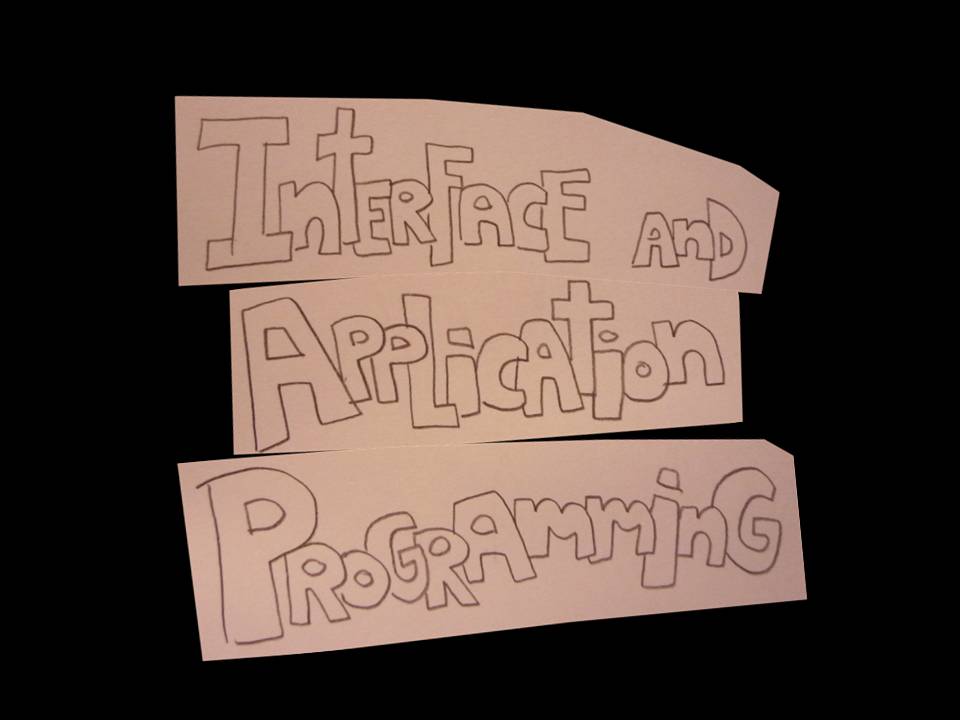 InterFace and
Application
Programming